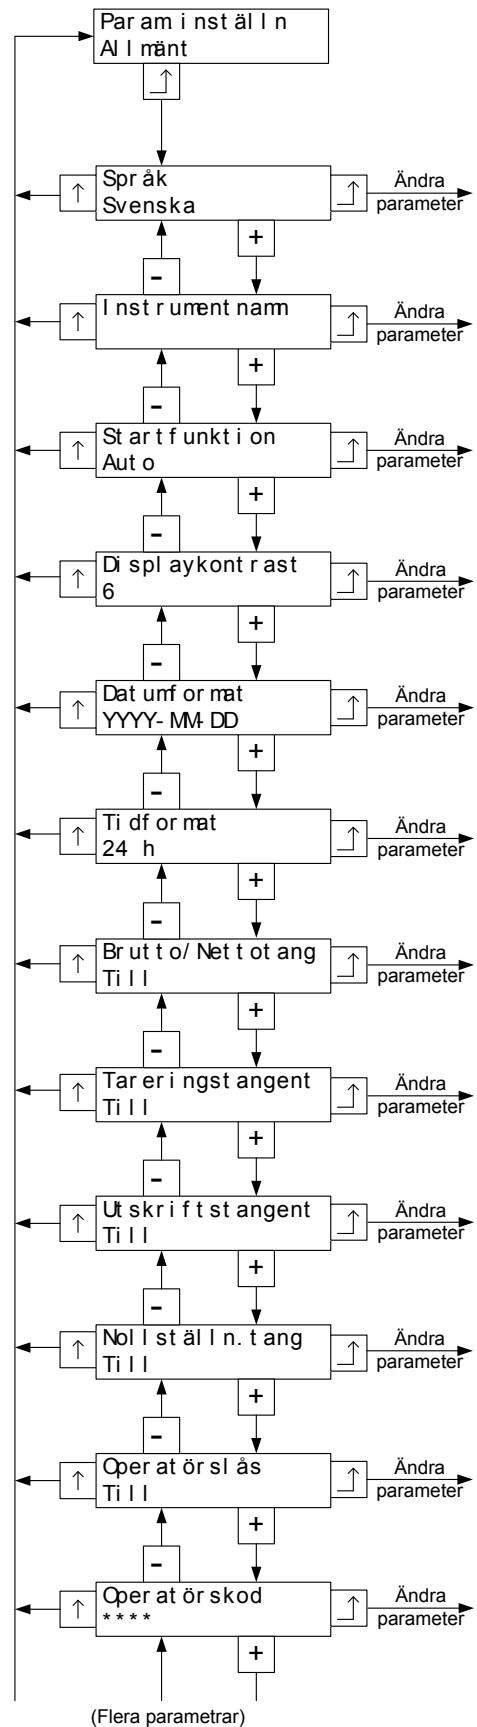 Paraminställn
Allmänt
Språk
Svenska
Ändra
parameter
+
-
Instrumentnamn
Ändra
parameter
+
-
Startfunktion
Auto
Ändra
parameter
+
-
Displaykontrast
6
Ändra
parameter
+
-
Datumformat
YYYY-MM-DD
Ändra
parameter
+
-
Tidformat
24 h
Ändra
parameter
+
-
Brutto/Nettotang
Till
Ändra
parameter
+
-
Tareringstangent
Till
Ändra
parameter
+
-
Utskriftstangent
Till
Ändra
parameter
+
-
Nollställn.tang
Till
Ändra
parameter
+
-
Operatörslås
Till
Ändra
parameter
+
-
Operatörskod
****
Ändra
parameter
+
(Flera parametrar)